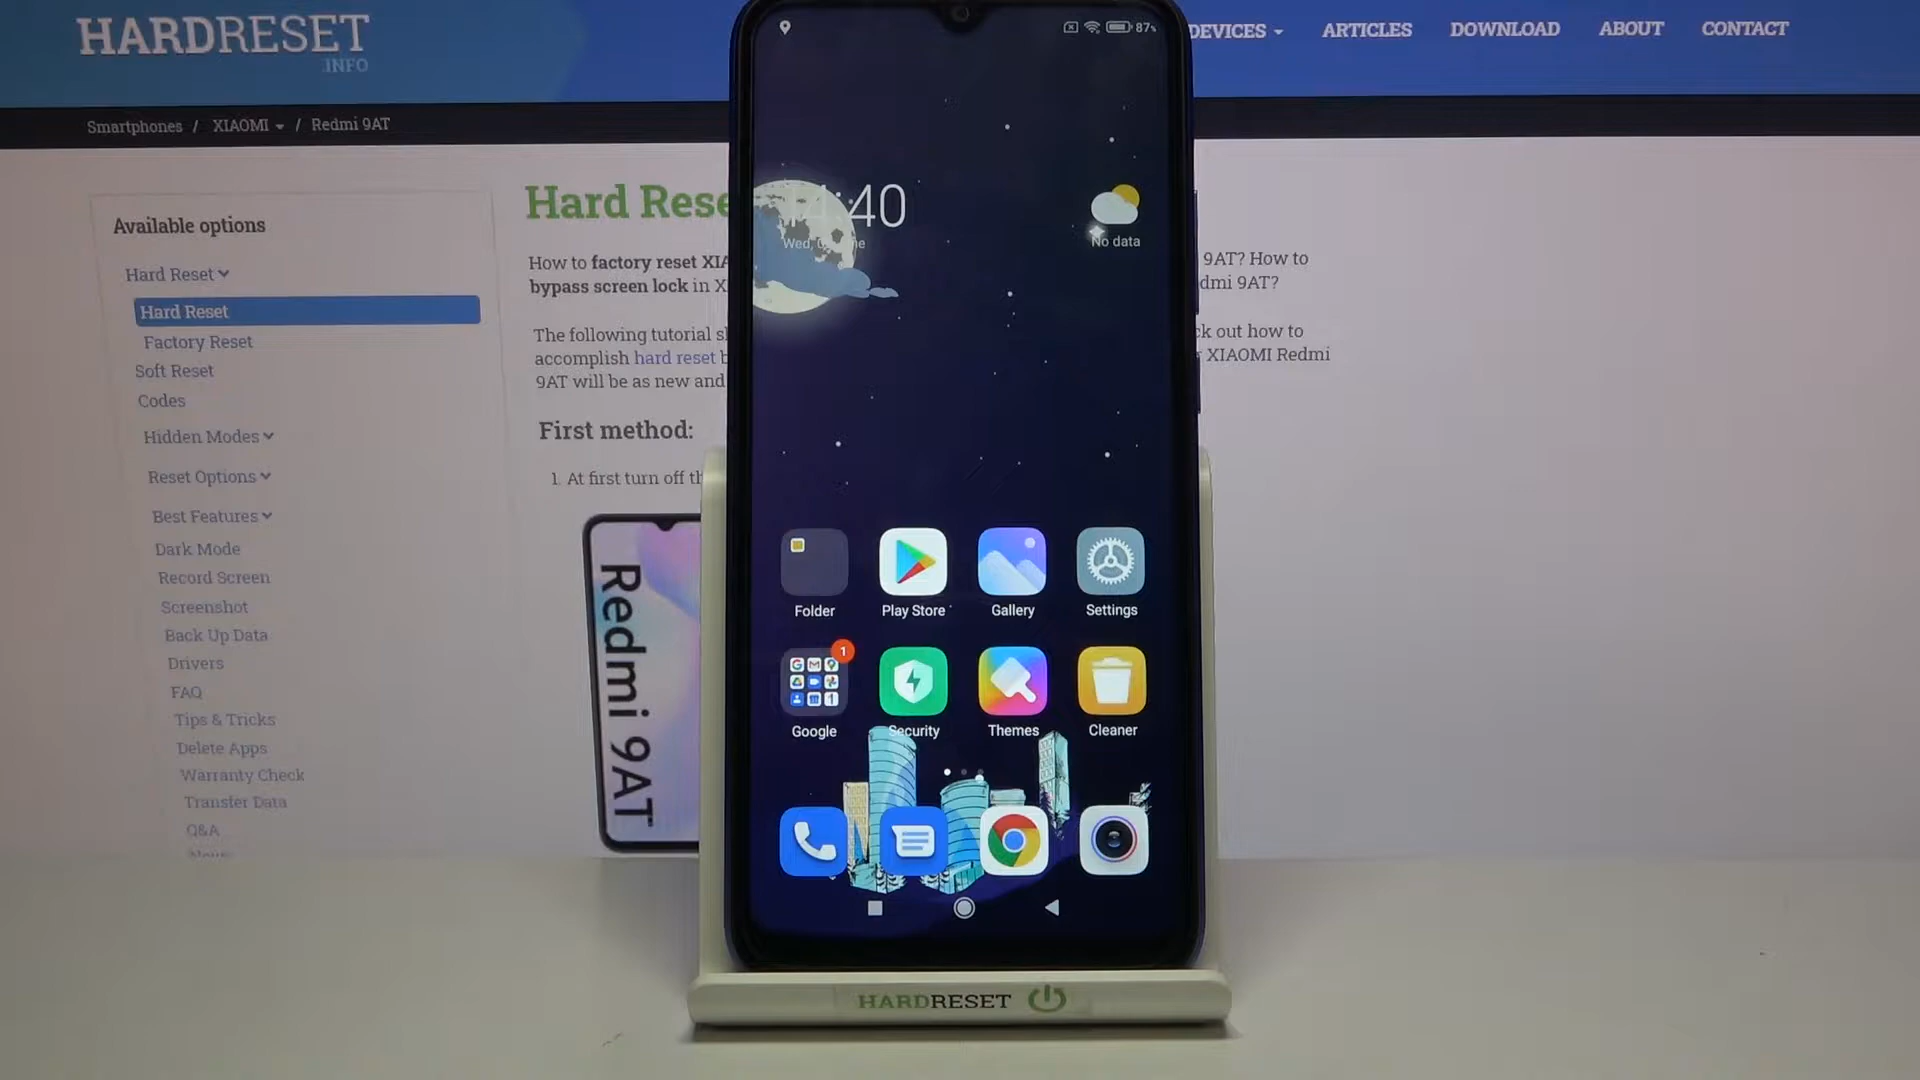 HARDRESET
.INFO
DEVICES
ARTICLES
DOWNLOAD
ABOUT
CONTACT
Smartphones / XIAOMI / Redmi 9AT
Available options
Hard Reset
Hard Reset
Factory Reset
Soft Reset
Codes
Hidden Modes
Reset Options
Best Features
Dark Mode
Record Screen
Screenshot
Back Up Data
Drivers
FAQ
Tips & Tricks
Delete Apps
Warranty Check
Transfer Data
Q&A
Hard Rese
How to factory reset XIA
9AT? How to
bypass screen lock in X
dmi 9AT?
The following tutorial s
ck out how to
accomplish hard reset b
XIAOMI Redmi
9AT will be as new and
First method:
1. At first turn off th
Redmi 9AT
87%
14:40
Wed,
No data
Folder
Play Store
Gallery
Settings
1
Google
Security
Themes
Cleaner
HARDRESET